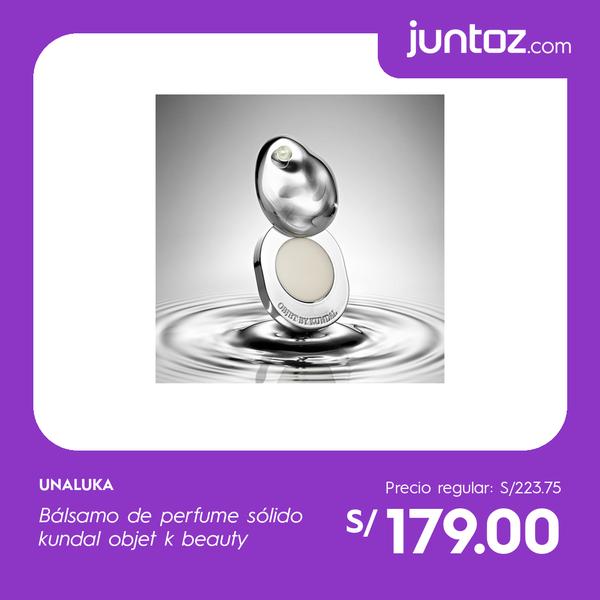 juntoz.com
OBJET BY KUNDAL
UNALUKA
Bálsamo de perfume sólido
kundal objet k beauty
Precio regular: S/223.75
S/179.00